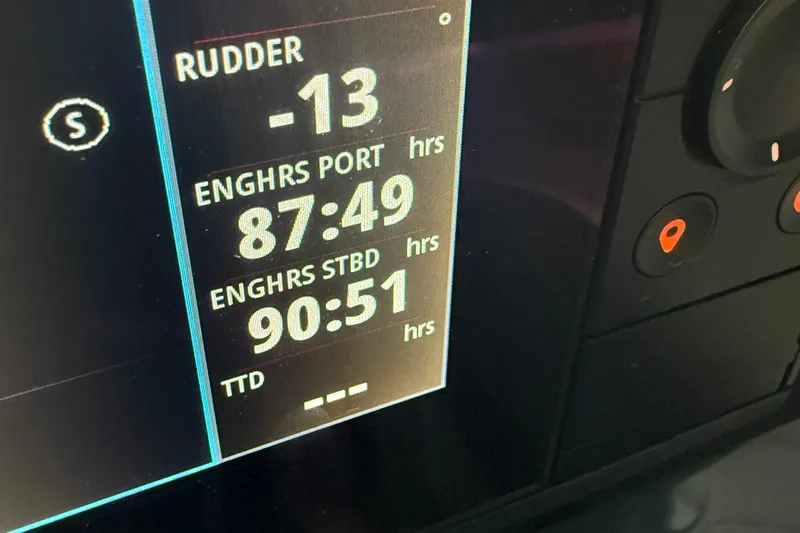 °
RUDDER
-13
S
hrs
ENGHRS PORT
87:49
hrs
ENGHRS STBD
90:51
hrs
TTD
---